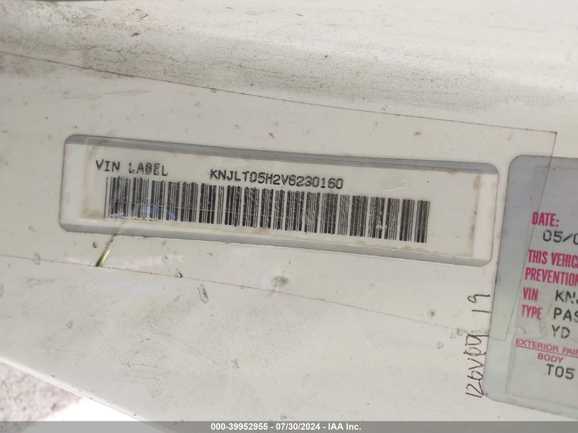 VIN LABEL KNJLT05H2V6230160
DATE:
05/0
THIS VEHIC
PREVENTION
VIN KNJ
TYPE PAS
YD
EXTERIOR PAI
BODY
T05
000-39952955 - 07/30/2024 - IAA Inc.